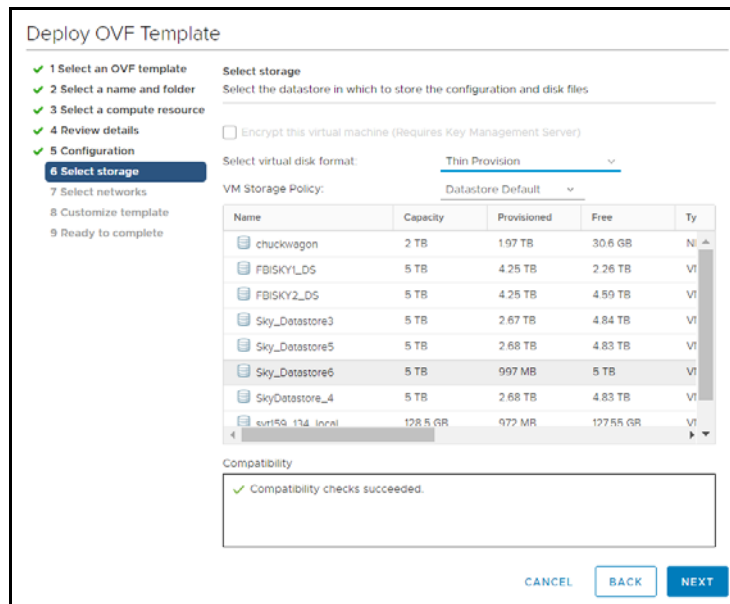 Deploy OVF Template
1 Select an OVF template
2 Select a name and folder
3 Select a compute resource
4 Review details
5 Configuration
6 Select storage
7 Select networks
8 Customize template
9 Ready to complete
Select storage
Select the datastore in which to store the configuration and disk files
Encrypt this virtual machine (Requires Key Management Server)
Select virtual disk format: Thin Provision
VM Storage Policy: Datastore Default
Name Capacity Provisioned Free Ty
chuckwagon 2 TB 1.97 TB 30.6 GB
FBISKY1_DS 5 TB 4.25 TB 2.26 TB
FBISKY2_DS 5 TB 4.25 TB 4.59 TB
Sky_Datastore3 5 TB 2.67 TB 4.84 TB
Sky_Datastore5 5 TB 2.68 TB 4.83 TB
Sky_Datastore6 5 TB 997 MB 5 TB
SkyDatastore_4 5 TB 2.68 TB 4.83 TB
svt159_134_local 128.5 GB 972 MB 127.55 GB
Compatibility
Compatibility checks succeeded.
CANCEL BACK NEXT